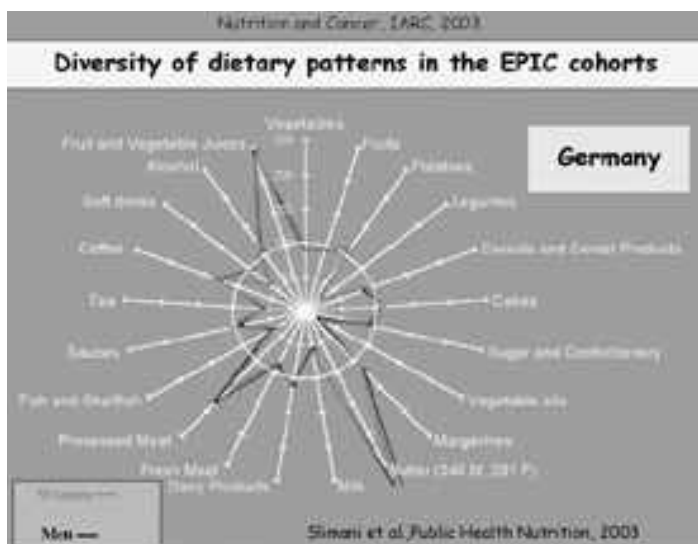 Nutrition and Cancer, IARC, 2003
Diversity of dietary patterns in the EPIC cohorts
Germany
Vegetables
Fruit and Vegetable Juices
Fruits
Alcohol
Potatoes
Soft Drinks
Legumes
Coffee
Cereals and Cereal Products
Tea
Cakes
Sauces
Sugar and Confectionery
Fish and Shellfish
Vegetable oils
Processed Meat
Margarines
Fresh Meat
Butter
Dairy Products
Milk
Women
Men
Slimani et al, Public Health Nutrition, 2003